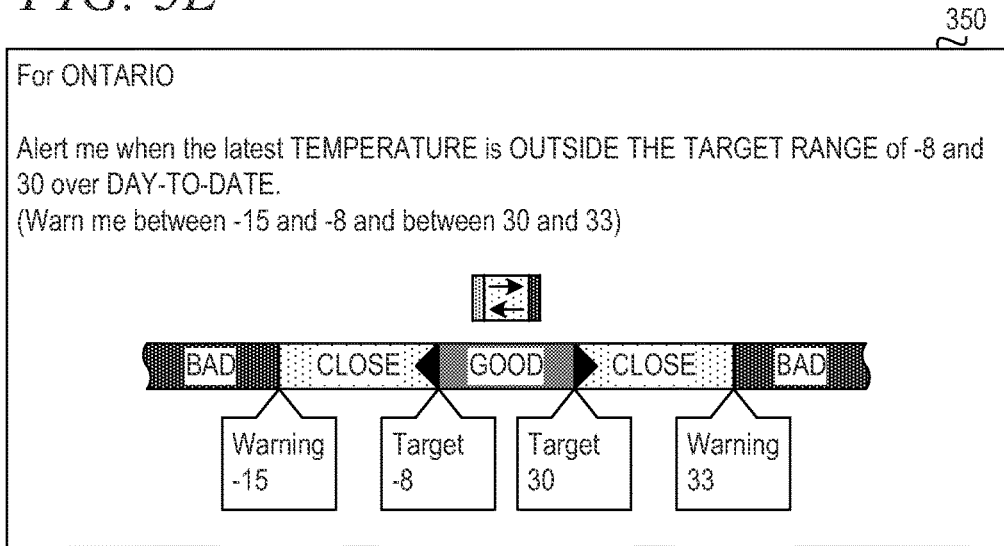 350
For ONTARIO
Alert me when the latest TEMPERATURE is OUTSIDE THE TARGET RANGE of -8 and
30 over DAY-TO-DATE.
(Warn me between -15 and -8 and between 30 and 33)
BAD CLOSE GOOD CLOSE BAD
Warning Target Target Warning
-15 -8 30 33